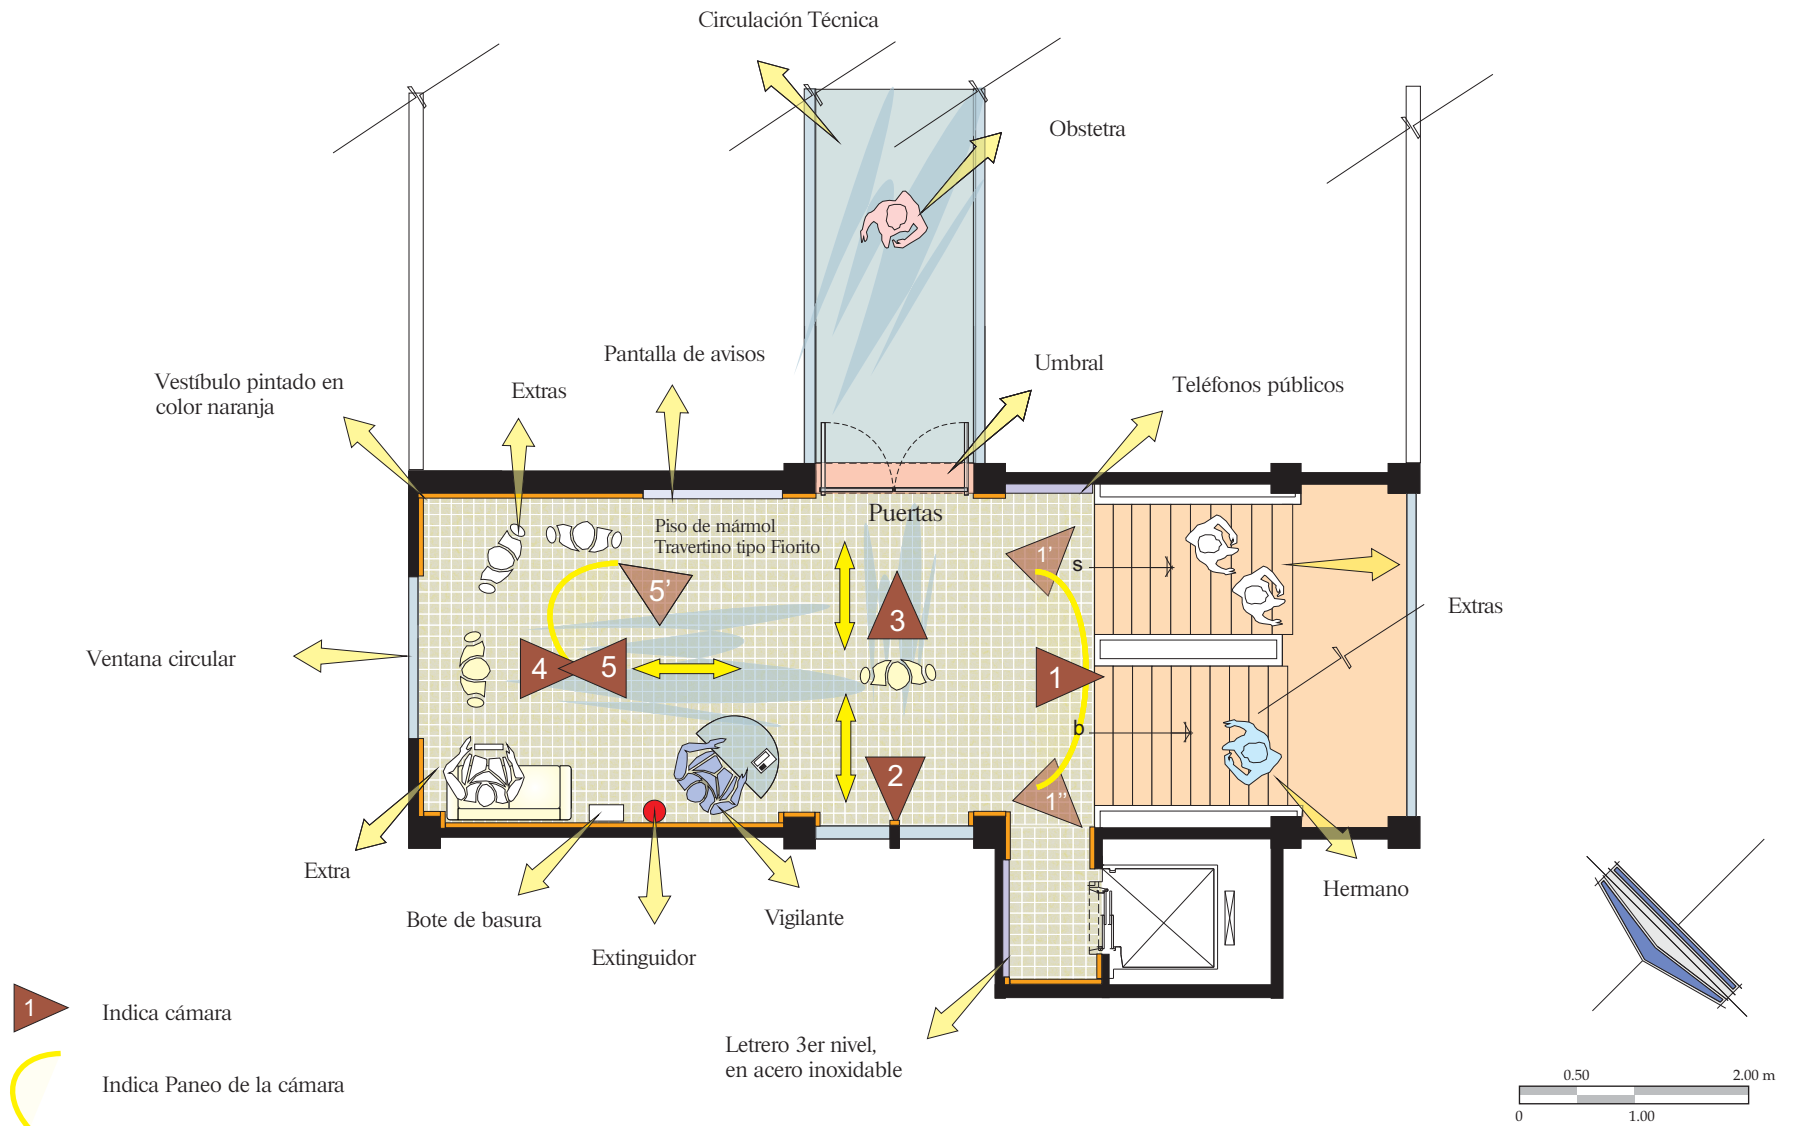 Circulación Técnica
Obstetra
Pantalla de avisos
Umbral
Vestíbulo pintado en
color naranja
Extras
Teléfonos públicos
Puertas
Piso de mármol
Travertino tipo Fiorito
1’
s
5’
3
Extras
Ventana circular
4
5
1
b
2
1”
Extra
Hermano
Bote de basura
Vigilante
Extinguidor
1
Indica cámara
Letrero 3er nivel,
en acero inoxidable
Indica Paneo de la cámara
0.50
2.00 m
0
1.00